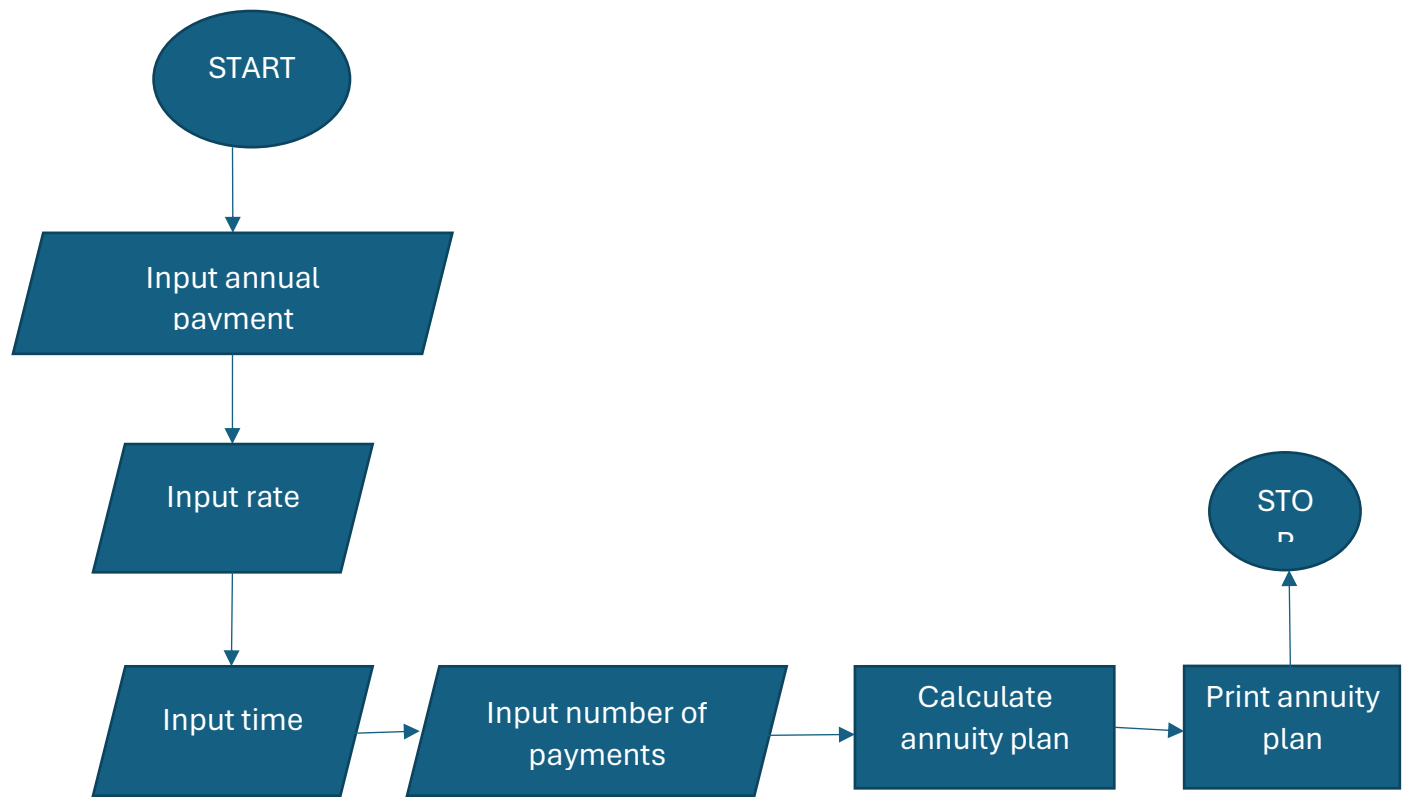 START
Input annual
payment
Input rate
Input time
Input number of
payments
Calculate
annuity plan
Print annuity
plan
STO
P